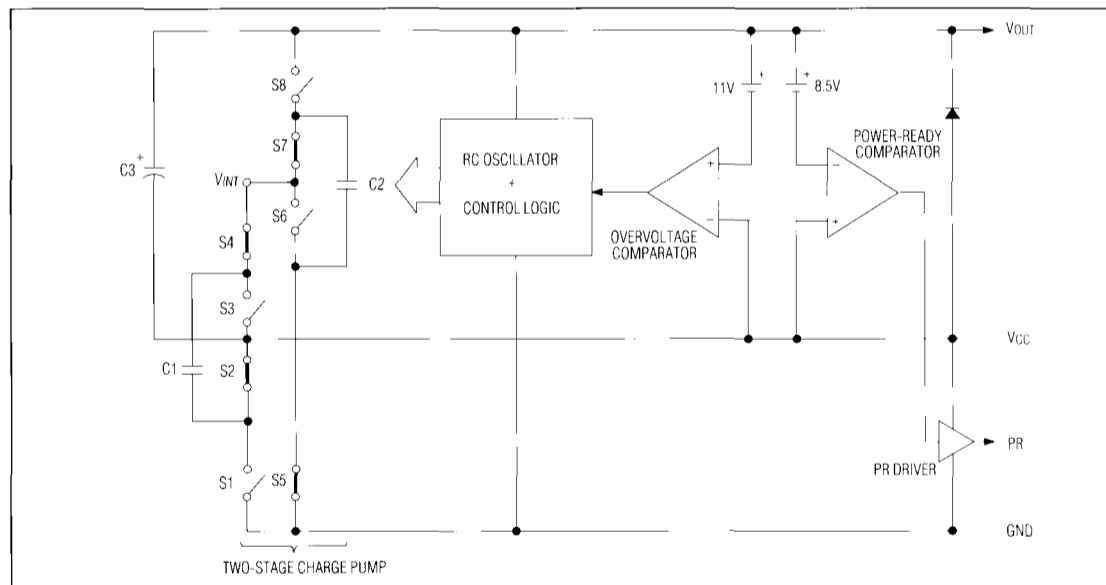 VOUT
S8
11V
8.5V
S7
POWER-READY
COMPARATOR
C3
+
RC OSCILLATOR
+
CONTROL LOGIC
+
−
−
+
VINT
C2
S6
S4
OVERVOLTAGE
COMPARATOR
S3
VCC
C1
S2
PR
PR DRIVER
S1
S5
GND
TWO-STAGE CHARGE PUMP